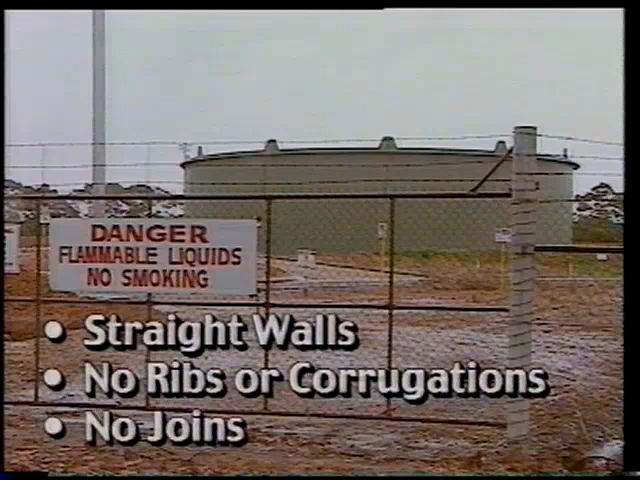 DANGER
FLAMMABLE LIQUIDS
NO SMOKING
• Straight Walls
• No Ribs or Corrugations
• No Joins